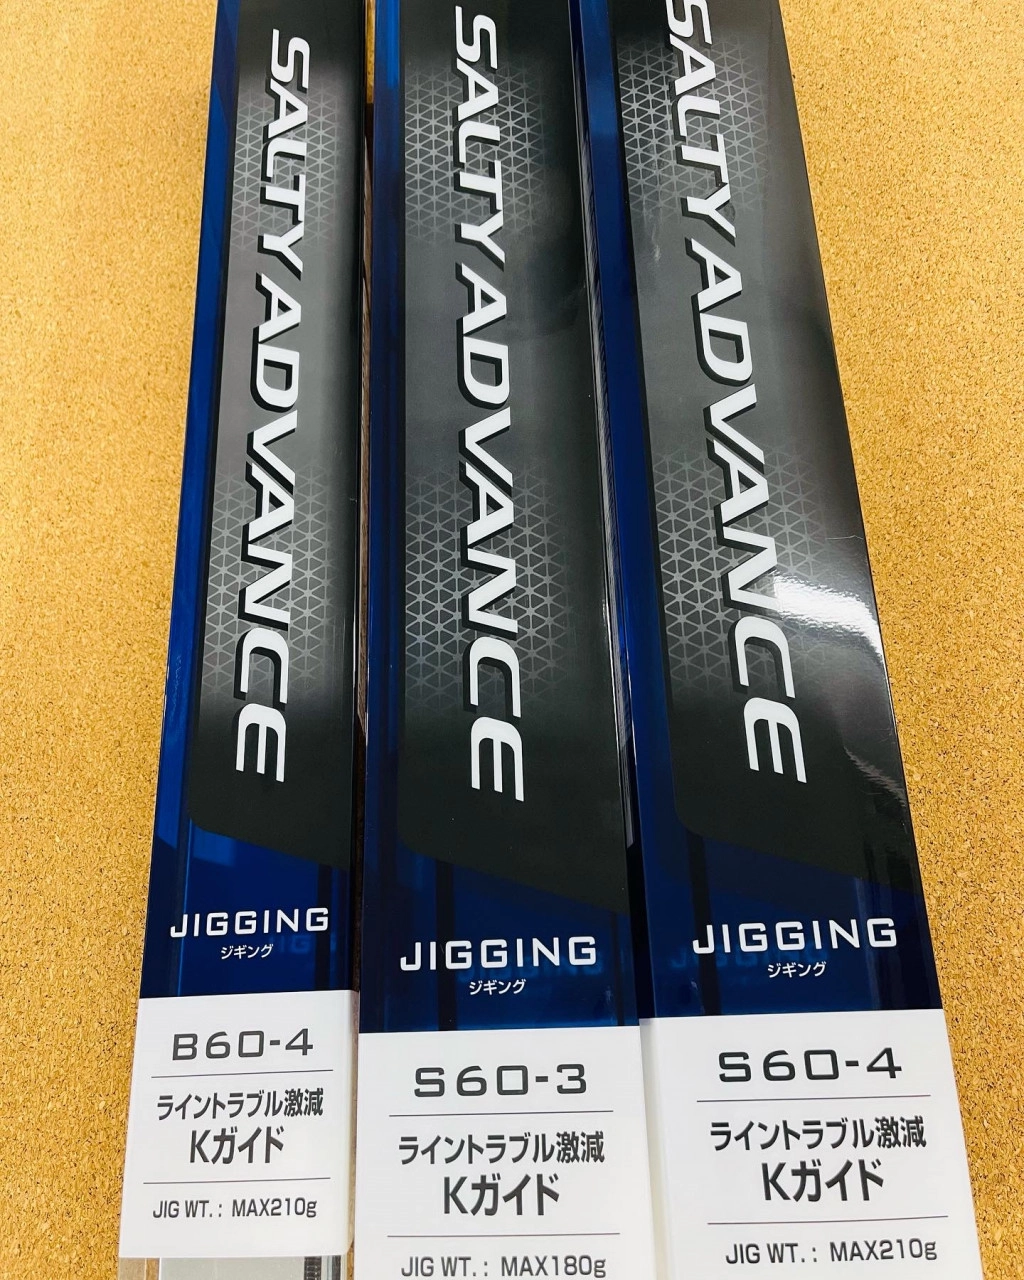 SALTY ADVANCE
JIGGING
ジギング
B60-4
ライントラブル激減
Kガイド
JIG WT. : MAX210g
SALTY ADVANCE
JIGGING
ジギング
S60-3
ライントラブル激減
Kガイド
JIG WT. : MAX180g
SALTY ADVANCE
JIGGING
ジギング
S60-4
ライントラブル激減
Kガイド
JIG WT. : MAX210g